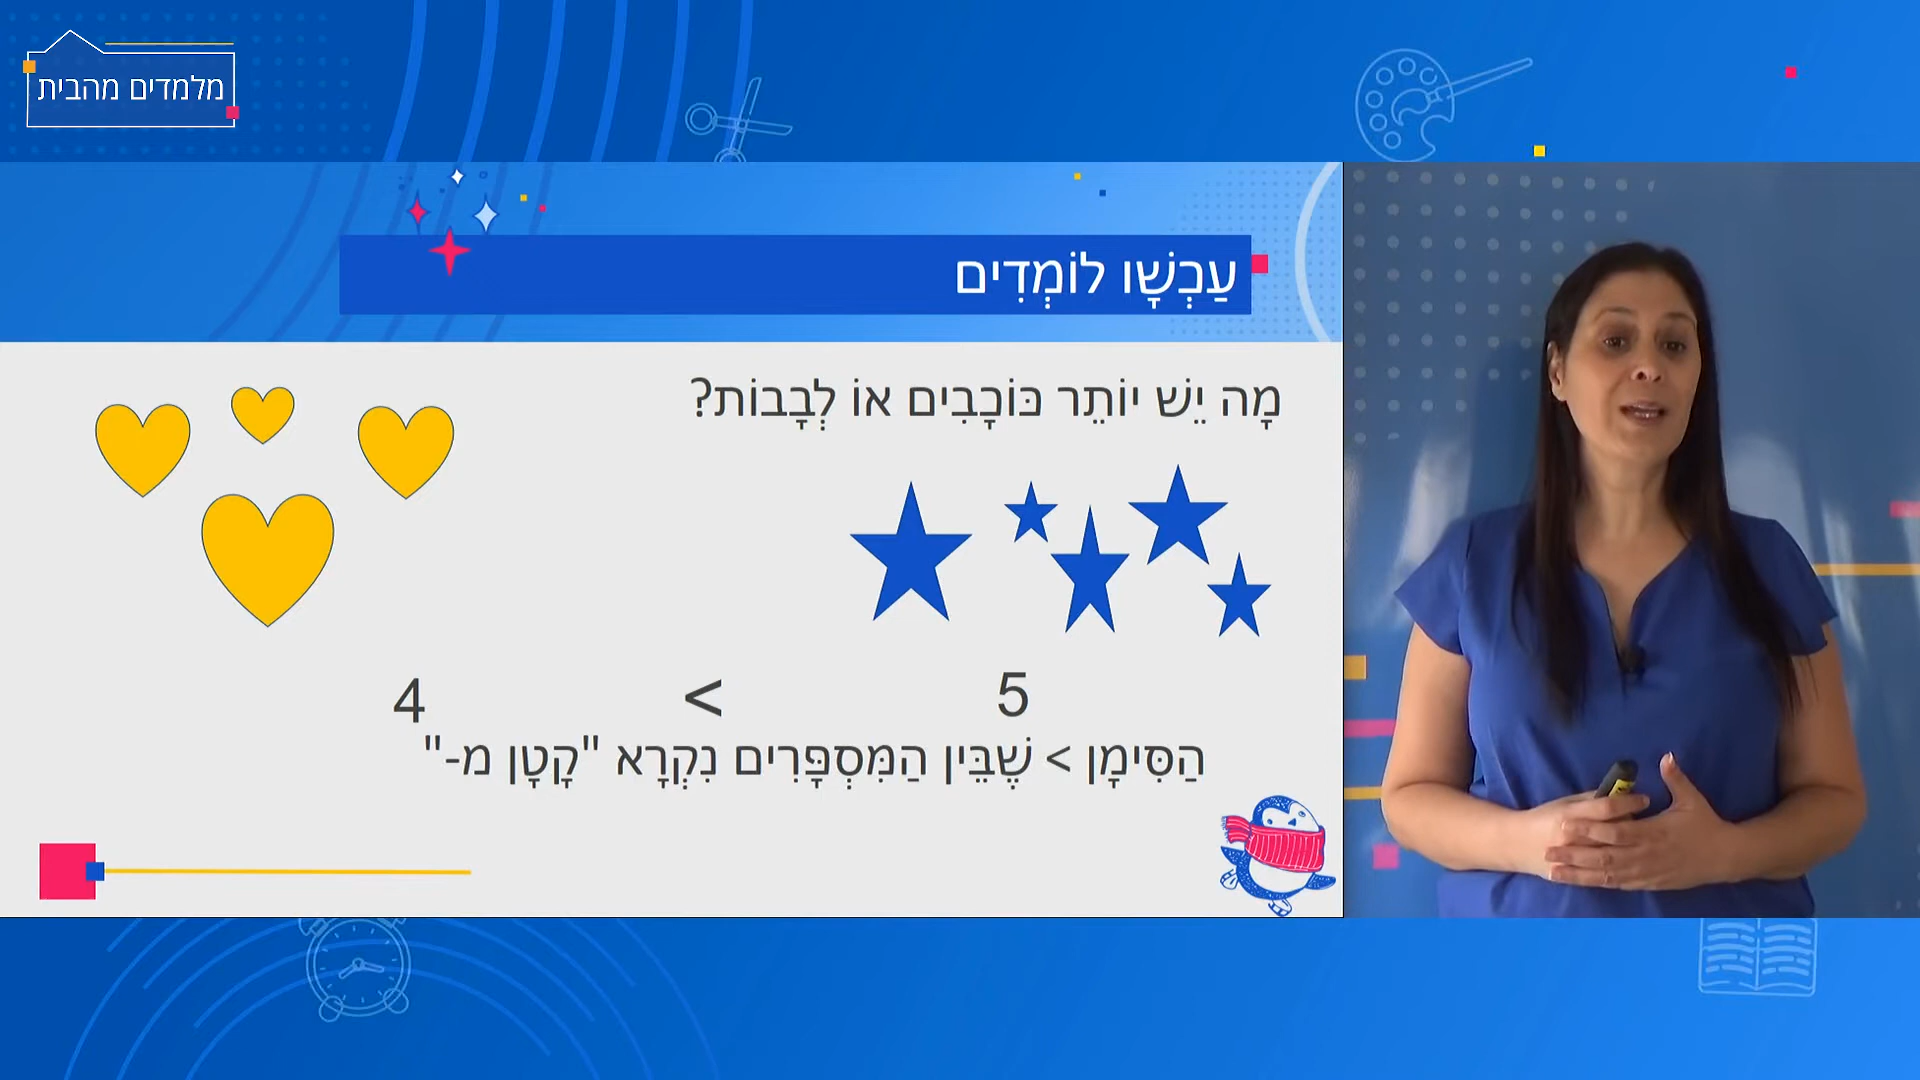 מלמדים מהבית
עַכְשָׁו לוֹמְדִים
מָה יֵשׁ יוֹתֵר כּוֹכָבִים אוֹ לְבָבוֹת?
4 < 5
הַסִּימָן < שֶׁבֵּין הַמִּסְפָּרִים נִקְרָא "קָטָן מ-"